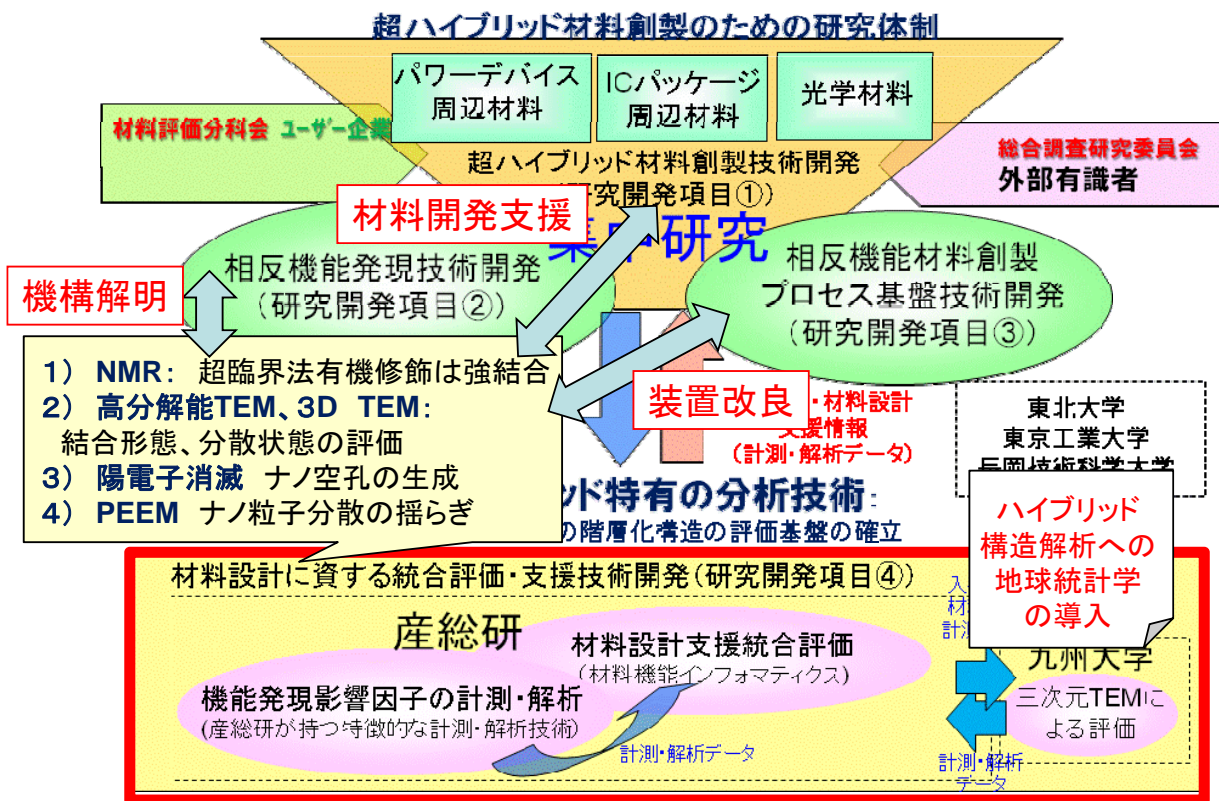 超ハイブリッド材料創製のための研究体制
パワーデバイス
周辺材料
ICパッケージ
周辺材料
光学材料
材料評価分科会 ユーザー企業
総合調査研究委員会
外部有識者
超ハイブリッド材料創製技術開発
研究開発項目①)
材料開発支援
集中研究
相反機能発現技術開発
(研究開発項目②)
相反機能材料創製
プロセス基盤技術開発
(研究開発項目③)
機構解明
1) NMR: 超臨界法有機修飾は強結合
2) 高分解能TEM、3D TEM:
結合形態、分散状態の評価
3) 陽電子消滅 ナノ空孔の生成
4) PEEM ナノ粒子分散の揺らぎ
装置改良
・材料設計
支援情報
(計測・解析データ)
東北大学
東京工業大学
長岡技術科学大学
ッド特有の分析技術:
の階層化構造の評価基盤の確立
ハイブリッド
構造解析への
地球統計学
の導入
材料設計に資する統合評価・支援技術開発(研究開発項目④)
産総研
材料設計支援統合評価
(材料機能インフォマティクス)
機能発現影響因子の計測・解析
(産総研が持つ特徴的な計測・解析技術)
計測・解析データ
九州大学
三次元TEMに
よる評価
計測・解析
データ